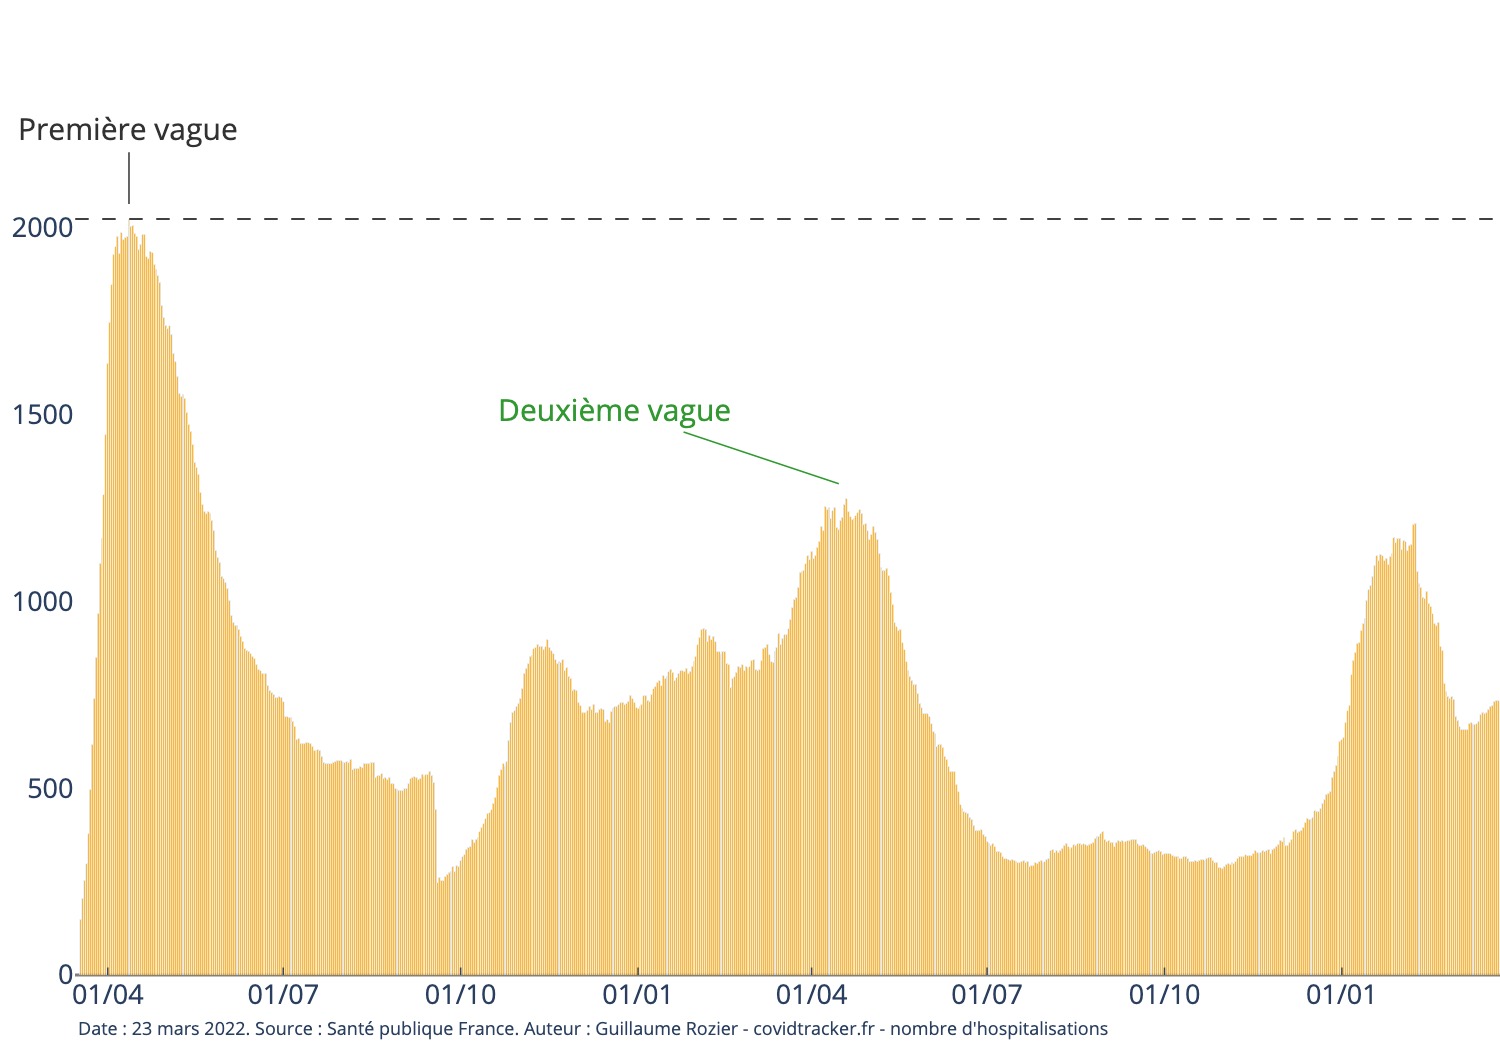 Première vague
2000
1500
Deuxième vague
1000
500
0
01/04 01/07 01/10 01/01 01/04 01/07 01/10 01/01
Date : 23 mars 2022. Source : Santé publique France. Auteur : Guillaume Rozier - covidtracker.fr - nombre d'hospitalisations